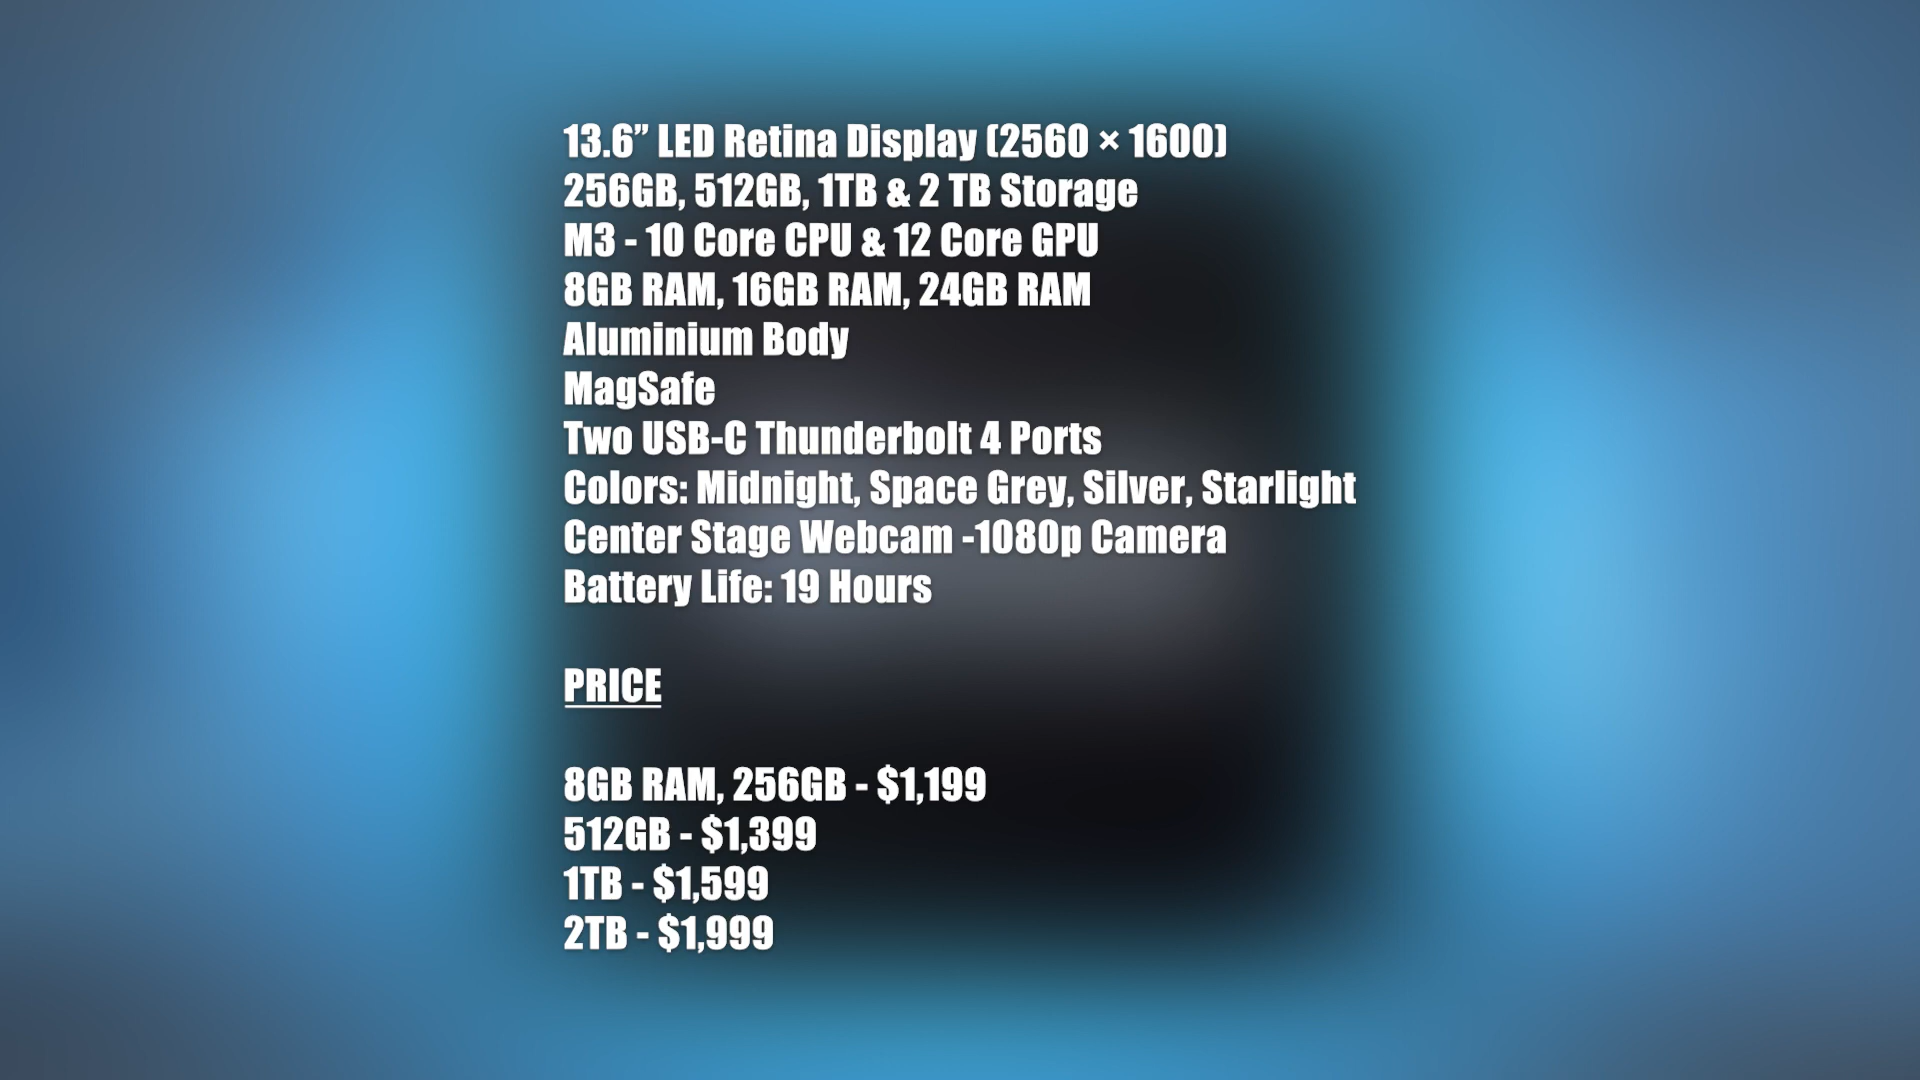 13.6” LED Retina Display (2560 × 1600)
256GB, 512GB, 1TB & 2 TB Storage
M3 - 10 Core CPU & 12 Core GPU
8GB RAM, 16GB RAM, 24GB RAM
Aluminium Body
MagSafe
Two USB-C Thunderbolt 4 Ports
Colors: Midnight, Space Grey, Silver, Starlight
Center Stage Webcam -1080p Camera
Battery Life: 19 Hours
PRICE
8GB RAM, 256GB - $1,199
512GB - $1,399
1TB - $1,599
2TB - $1,999